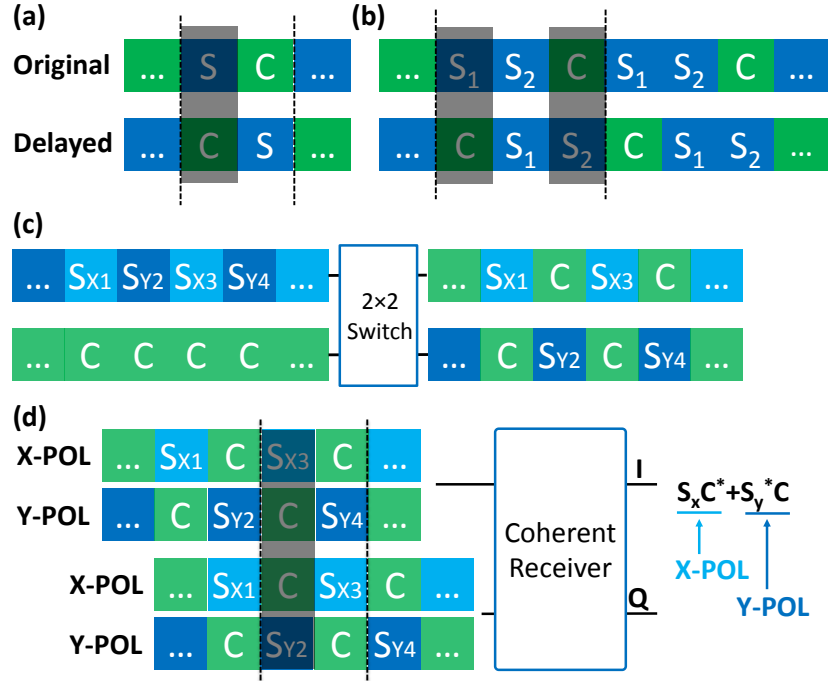 (a)
Original ... S C ...
Delayed ... C S ...
(b)
... S1 S2 C S1 S2 C ...
... C S1 S2 C S1 S2 ...
(c)
... SX1 SY2 SX3 SY4 ...
... C C C C ...
2×2
Switch
... SX1 C SX3 C ...
... C SY2 C SY4 ...
(d)
X-POL ... SX1 C SX3 C ...
Y-POL ... C SY2 C SY4 ...
X-POL ... SX1 C SX3 C ...
Y-POL ... C SY2 C SY4 ...
Coherent
Receiver
I
Q
SxC*+Sy*C
X-POL
Y-POL